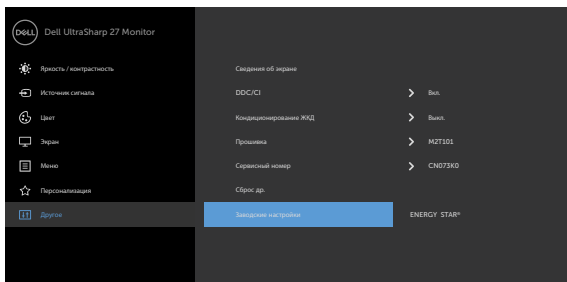 DELL Dell UltraSharp 27 Monitor
Яркость / контрастность
Сведения об экране
Источник сигнала
DDC/CI
Вкл.
Цвет
Кондиционирование ЖКД
Выкл.
Экран
Прошивка
M2T101
Меню
Сервисный номер
CN073K0
Персонализация
Сброс др.
Другое
Заводские настройки
ENERGY STAR®